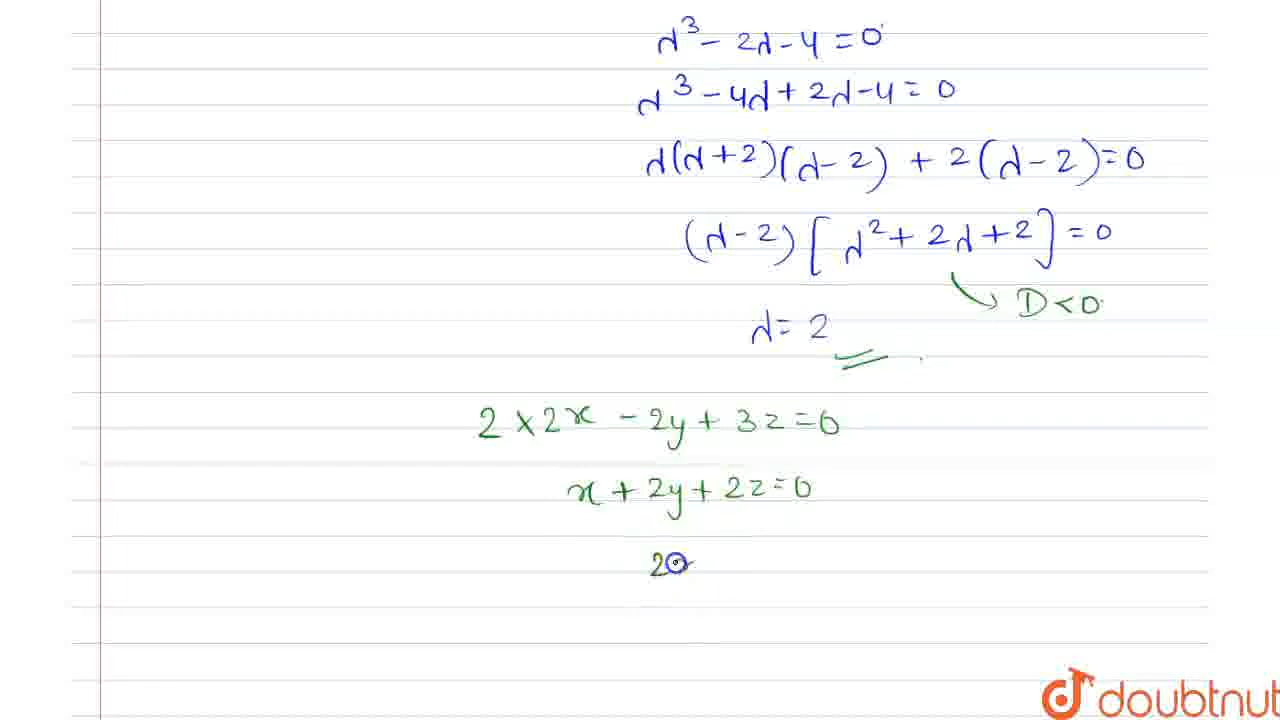 λ³ - 2λ - 4 = 0
λ³ - 4λ + 2λ - 4 = 0
λ(λ+2)(λ-2) + 2(λ-2) = 0
(λ-2)[λ² + 2λ + 2] = 0
D < 0
λ = 2
2 × 2x - 2y + 3z = 0
x + 2y + 2z = 0
2
doubtnut